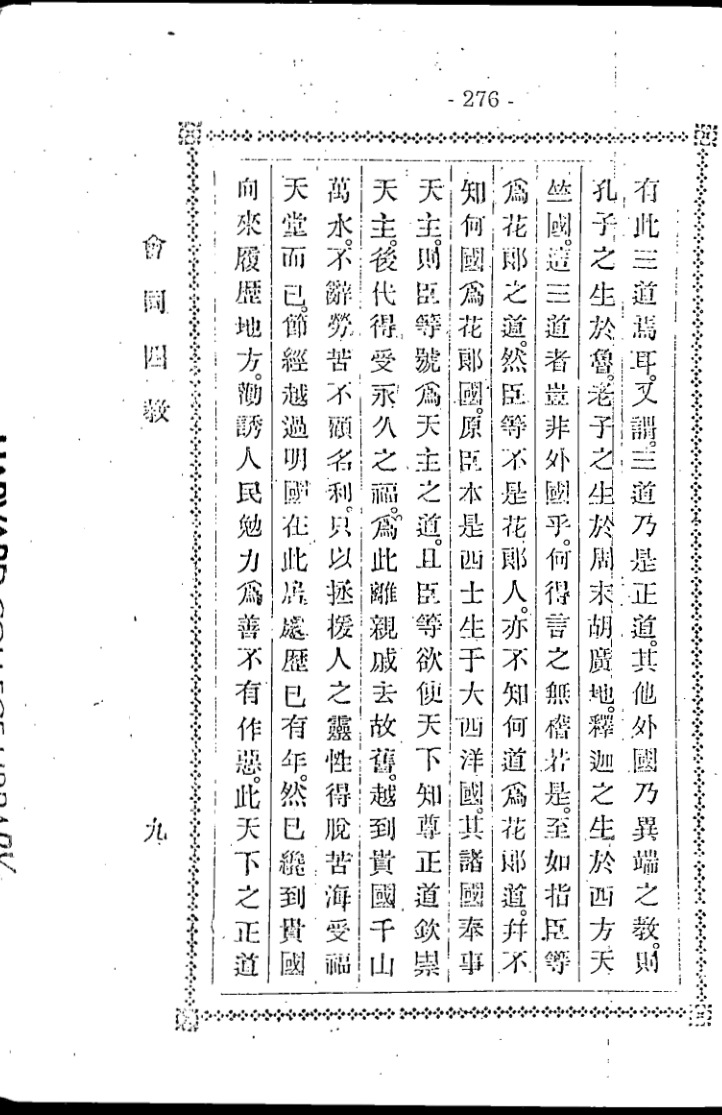 - 276 -
有此三道焉耳。又謂三道乃是正道。其他外國乃異端之教。則
孔子之生於魯。老子之生於周末胡廣地。釋迦之生於西方天
竺國。這三道者豈非外國乎。何得言之無稽若是。至如指臣等
爲花郎之道。然臣等不是花郎人。亦不知何道爲花郎道。幷不
知何國爲花郎國。原臣本是西士生于大西洋國。其諸國奉事
天主。則臣等號爲天主之道。且臣等欲使天下知尊正道欽崇
天主。後代得受永久之福。爲此離親戚去故舊。越到貴國千山
萬水。不辭勞苦不顧名利。只以拯援人之靈性得脫苦海受福
天堂而已。節經越過明國在此居處歷已有年。然已纔到貴國
向來履歷地方。勸誘人民勉力爲善不有作惡。此天下之正道
會同四教
九